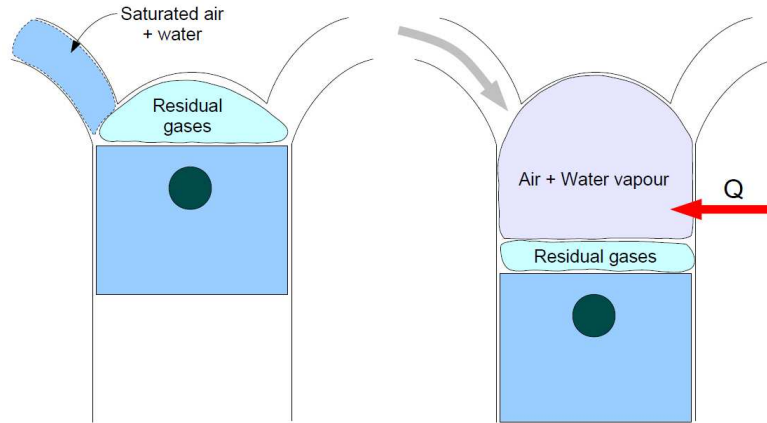 Saturated air
+ water
Residual
gases
Air + Water vapour
Q
Residual gases